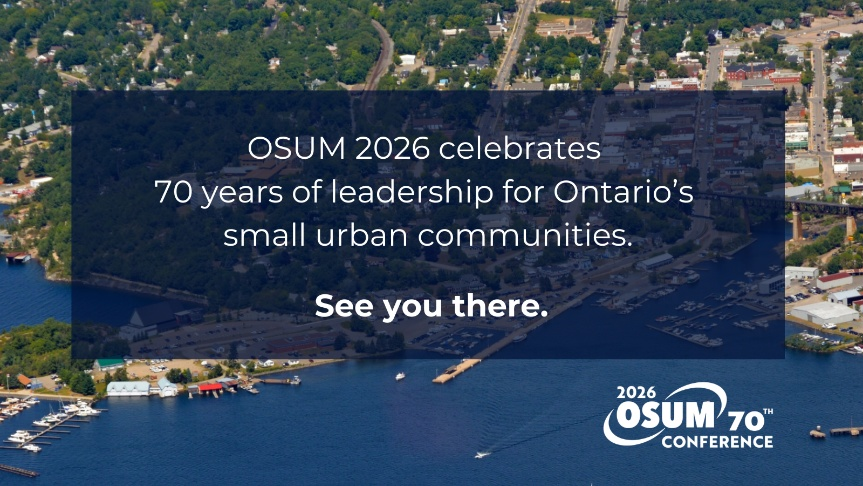 OSUM 2026 celebrates
70 years of leadership for Ontario’s
small urban communities.
See you there.
2026
OSUM 70TH
CONFERENCE